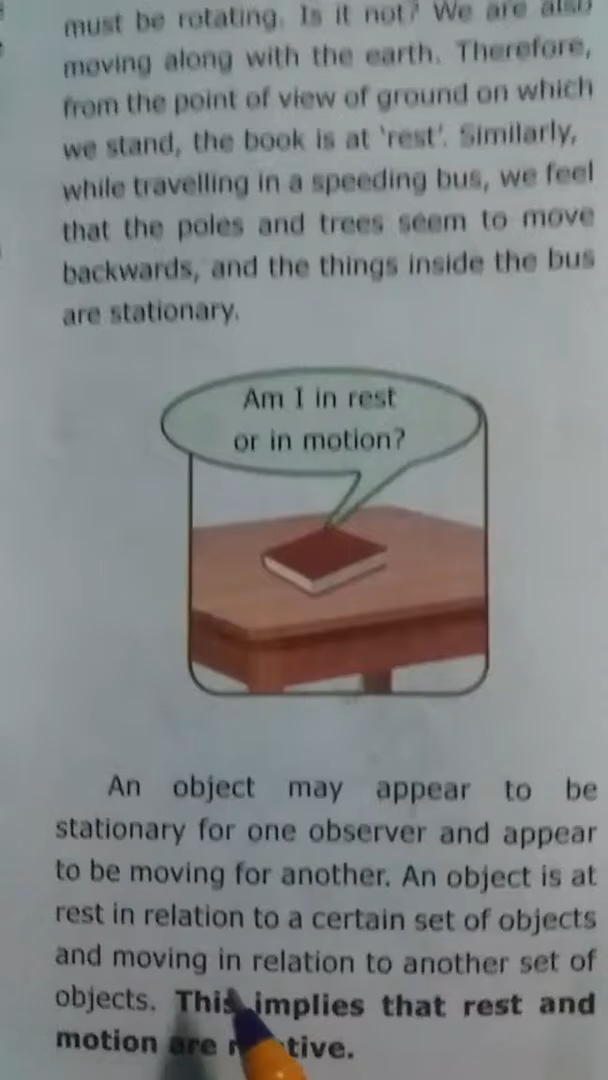 must be rotating. Is it not? We are also
moving along with the earth. Therefore,
from the point of view of ground on which
we stand, the book is at 'rest'. Similarly,
while travelling in a speeding bus, we feel
that the poles and trees seem to move
backwards, and the things inside the bus
are stationary.
Am I in rest
or in motion?
An object may appear to be
stationary for one observer and appear
to be moving for another. An object is at
rest in relation to a certain set of objects
and moving in relation to another set of
objects. This implies that rest and
motion are